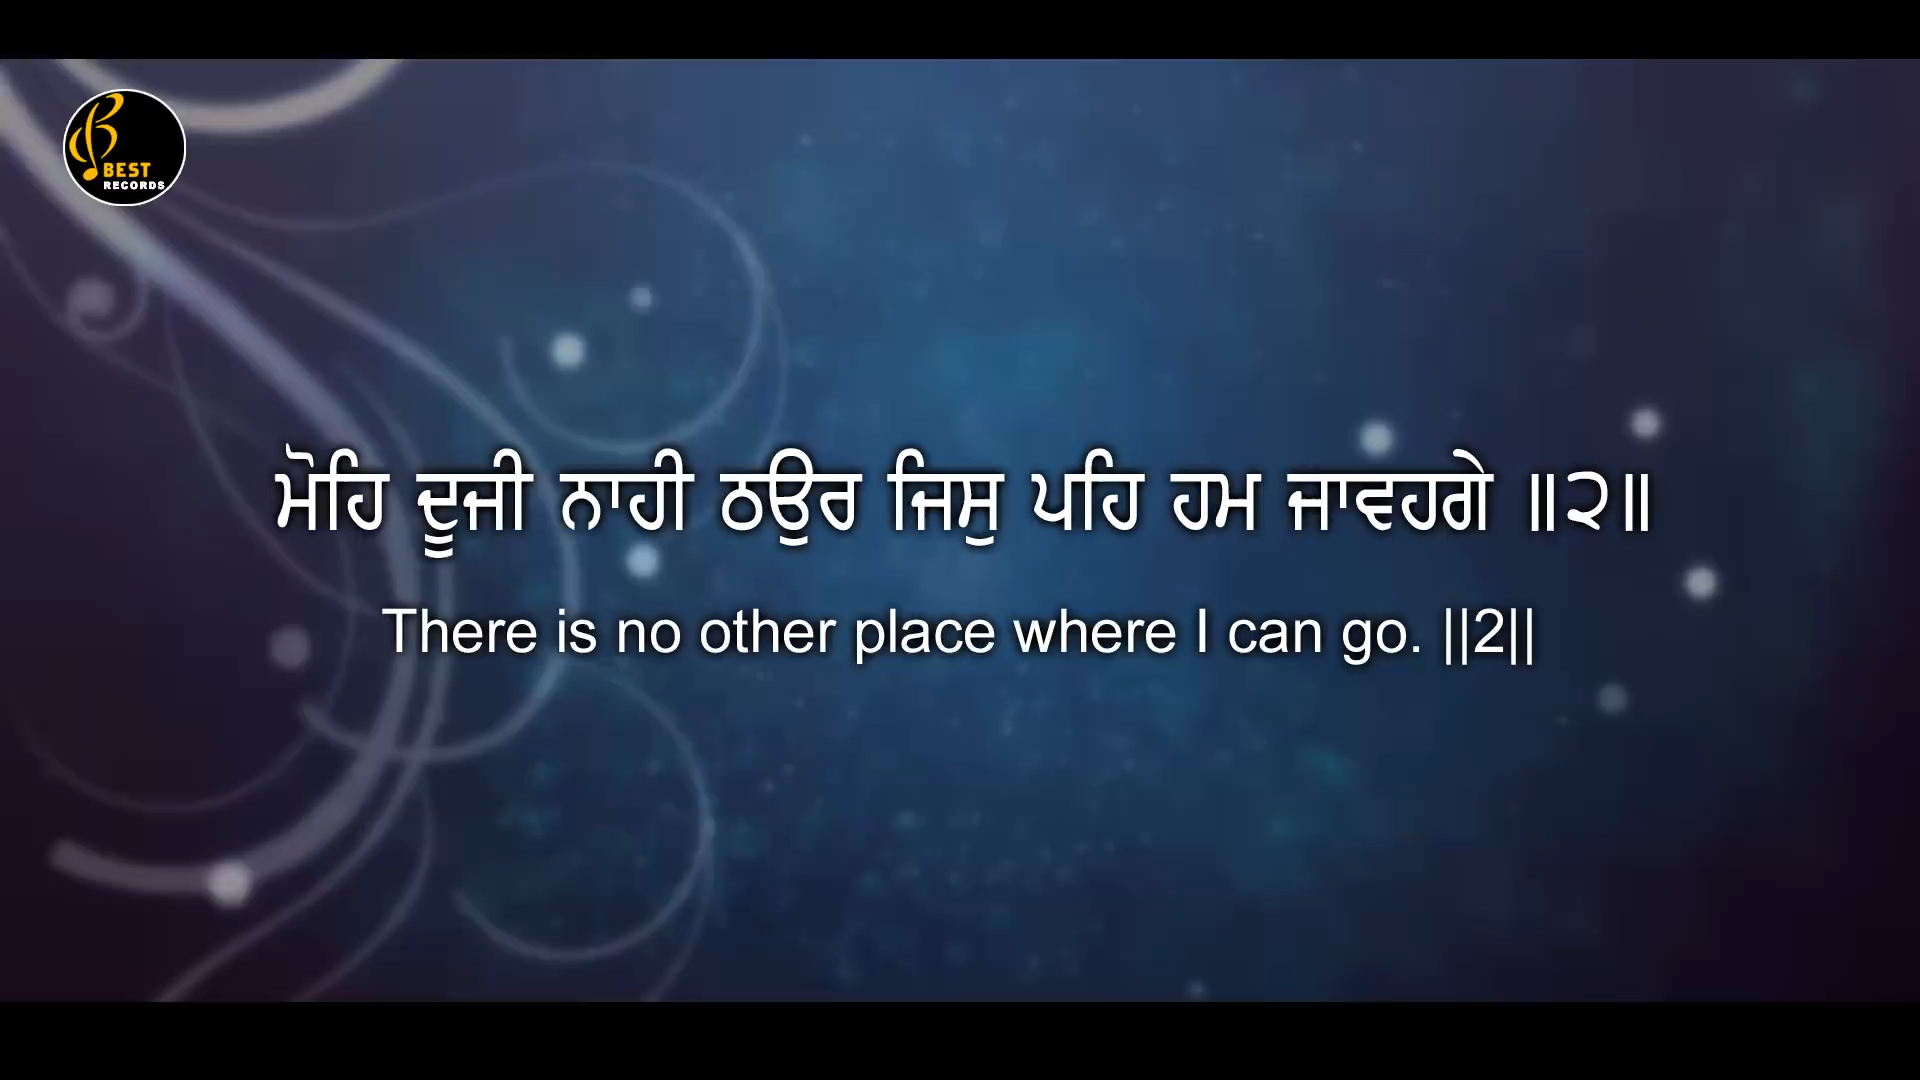 BEST
RECORDS
ਮੋਹਿ ਦੂਜੀ ਨਾਹੀ ਠਉਰ ਜਿਸੁ ਪਹਿ ਹਮ ਜਾਵਹਗੇ ॥੨॥
There is no other place where I can go. ||2||